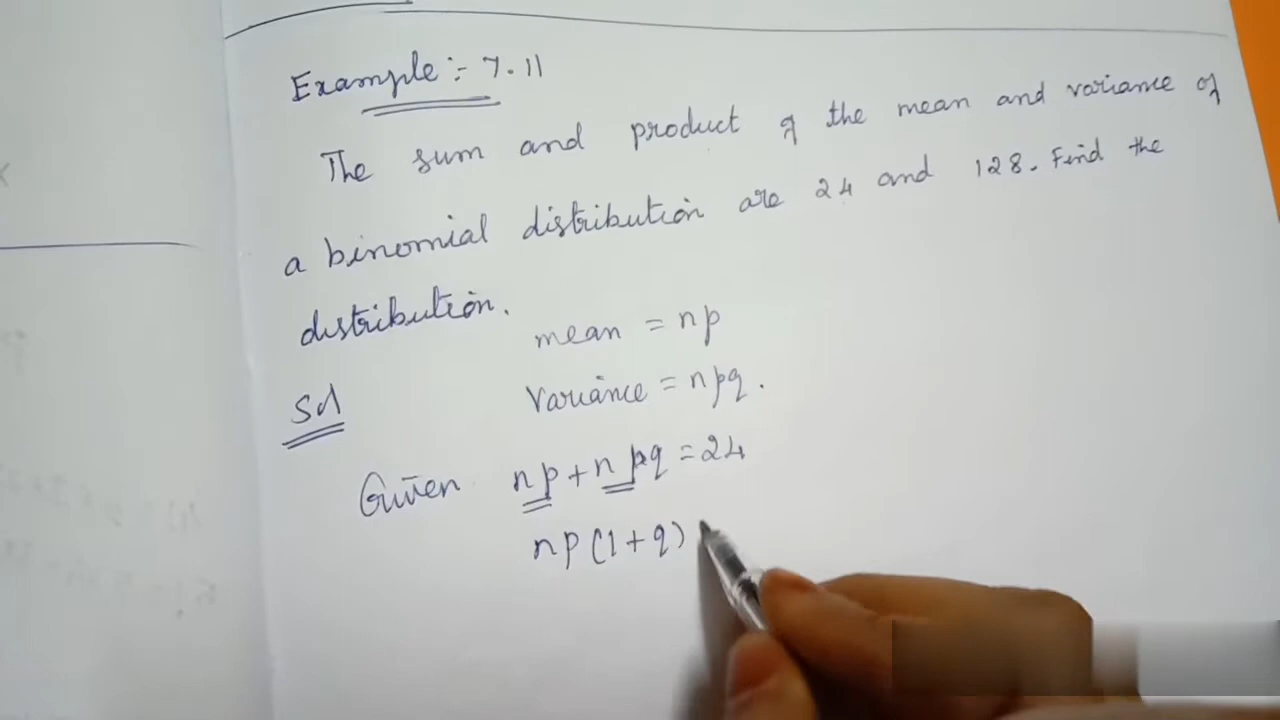 Example :- 7.11
The sum and product of the mean and variance of
a binomial distribution are 24 and 128. Find the
distribution.
mean = np
Sol
Variance = npq.
Given np + npq = 24
np (1+q)